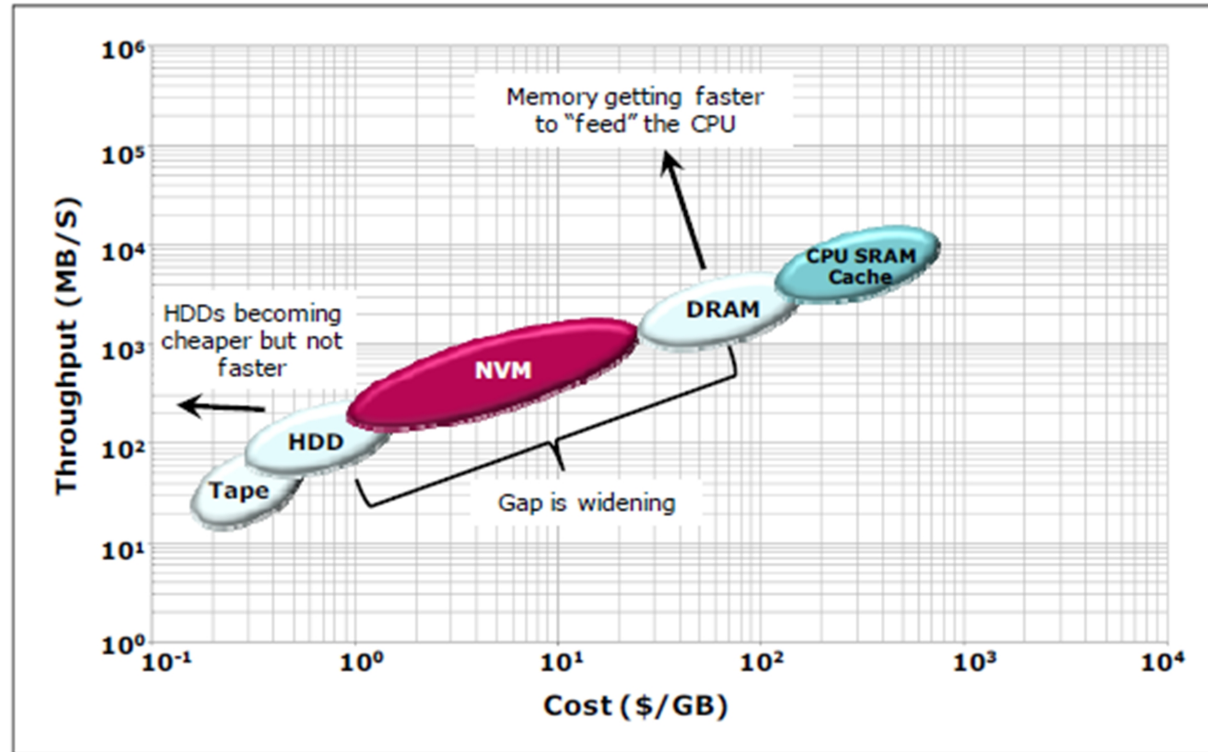 10⁶
10⁵
10⁴
10³
10²
10¹
10⁰
Throughput (MB/S)
Memory getting faster
to “feed” the CPU
HDDs becoming
cheaper but not
faster
CPU SRAM
Cache
DRAM
NVM
HDD
Tape
Gap is widening
10⁻¹ 10⁰ 10¹ 10² 10³ 10⁴
Cost ($/GB)